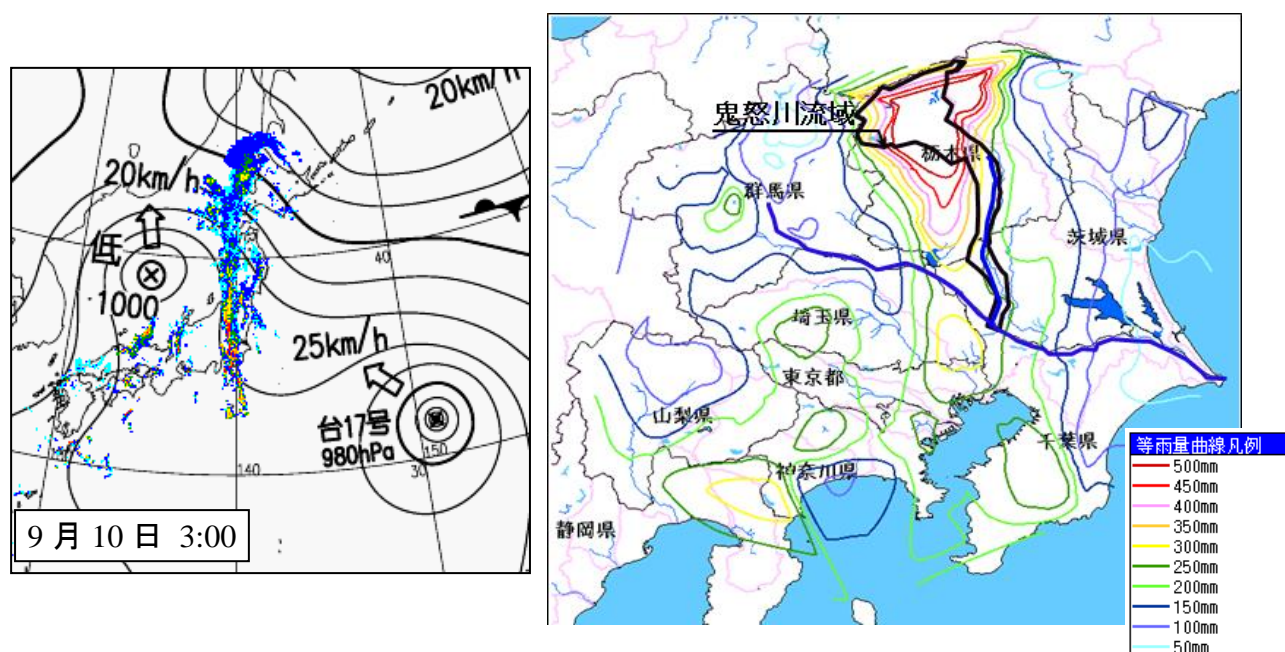 20km/h
20km/h
低
1000
40
25km/h
台17号
980hPa
150
30
140
9 月 10 日 3:00
鬼怒川流域
栃木県
群馬県
茨城県
埼玉県
東京都
山梨県
千葉県
神奈川県
静岡県
等雨量曲線凡例
500mm
450mm
400mm
350mm
300mm
250mm
200mm
150mm
100mm
50mm